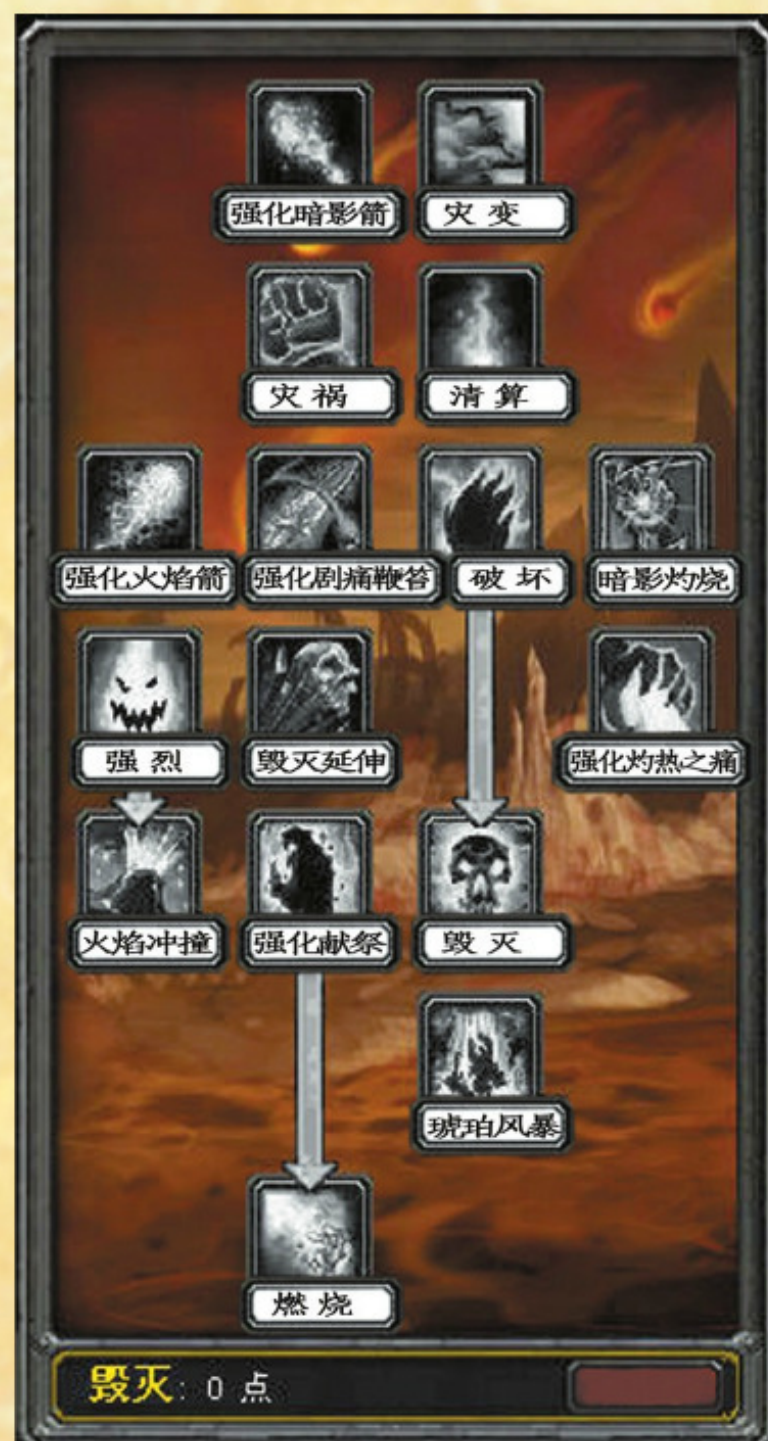 强化暗影箭 灾变
灾祸 清算
强化火焰箭 强化剧痛鞭笞 破坏 暗影灼烧
强烈 毁灭延伸 强化灼热之痛
火焰冲撞 强化献祭 毁灭
琥珀风暴
燃烧
毁灭: 0 点